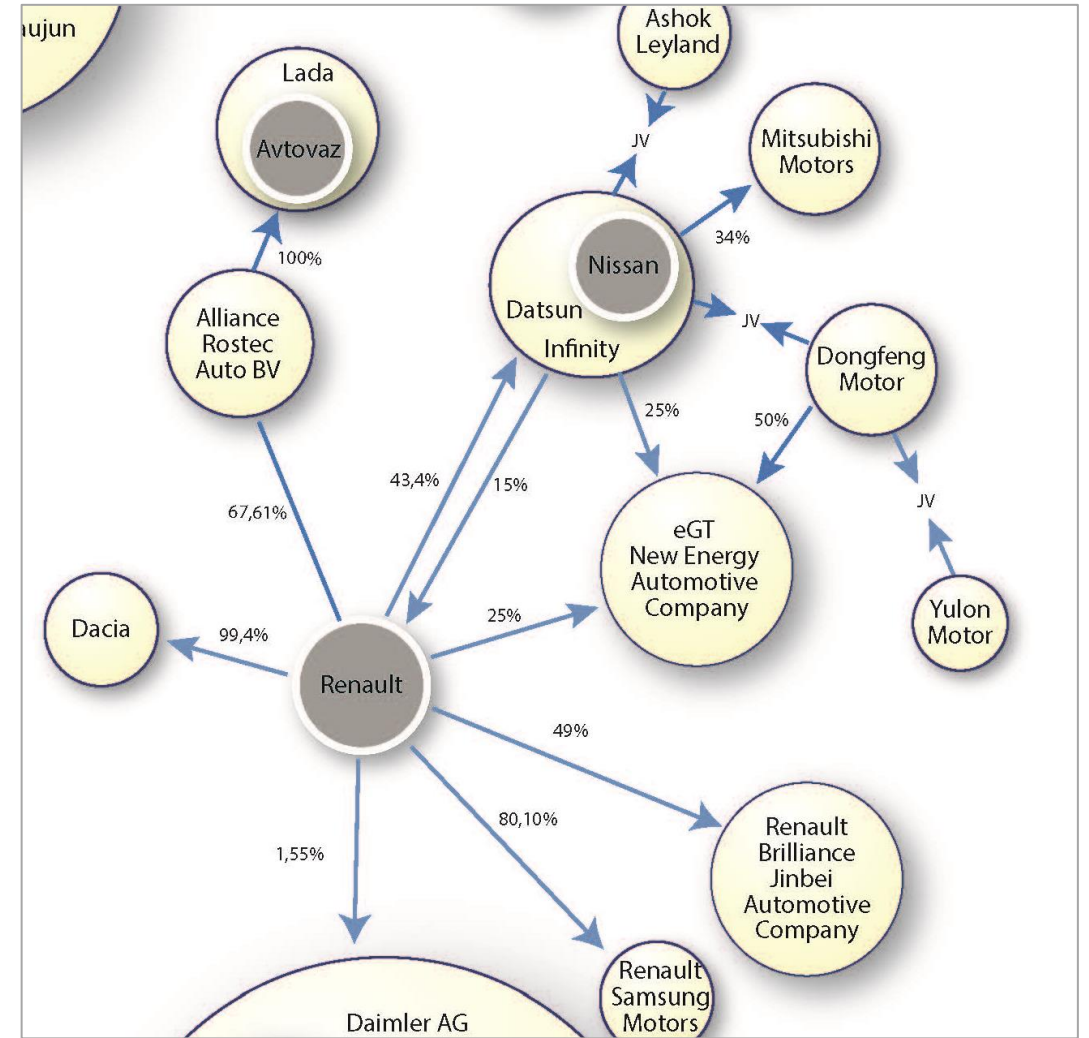 aujun
Ashok
Leyland
Lada
Avtovaz
JV
Mitsubishi
Motors
34%
100%
Nissan
Datsun
Infinity
Alliance
Rostec
Auto BV
JV
Dongfeng
Motor
25%
50%
43,4%
15%
67,61%
JV
eGT
New Energy
Automotive
Company
Dacia
99,4%
25%
Yulon
Motor
Renault
49%
80,10%
1,55%
Renault
Brilliance
Jinbei
Automotive
Company
Renault
Samsung
Motors
Daimler AG